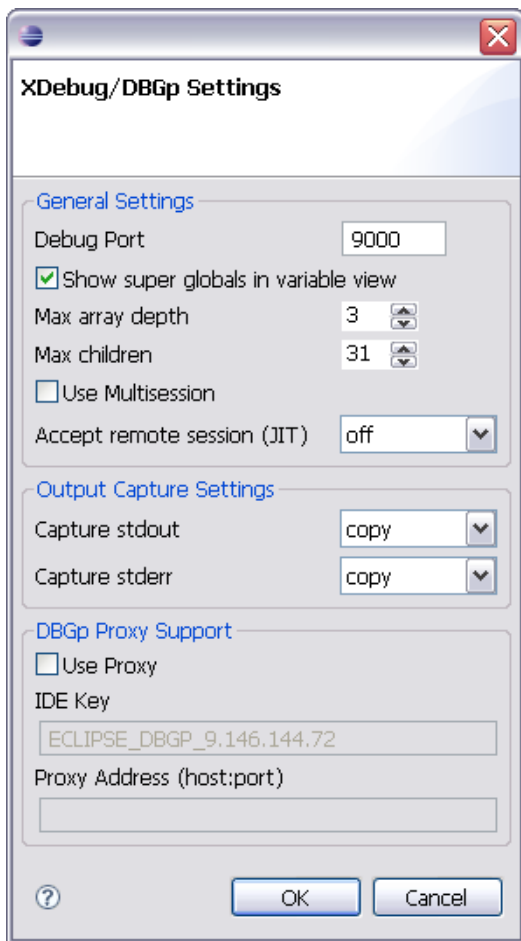 XDebug/DBGp Settings
General Settings
Debug Port 9000
Show super globals in variable view
Max array depth 3
Max children 31
Use Multisession
Accept remote session (JIT) off
Output Capture Settings
Capture stdout copy
Capture stderr copy
DBGp Proxy Support
Use Proxy
IDE Key
ECLIPSE_DBGP_9.146.144.72
Proxy Address (host:port)
? OK Cancel